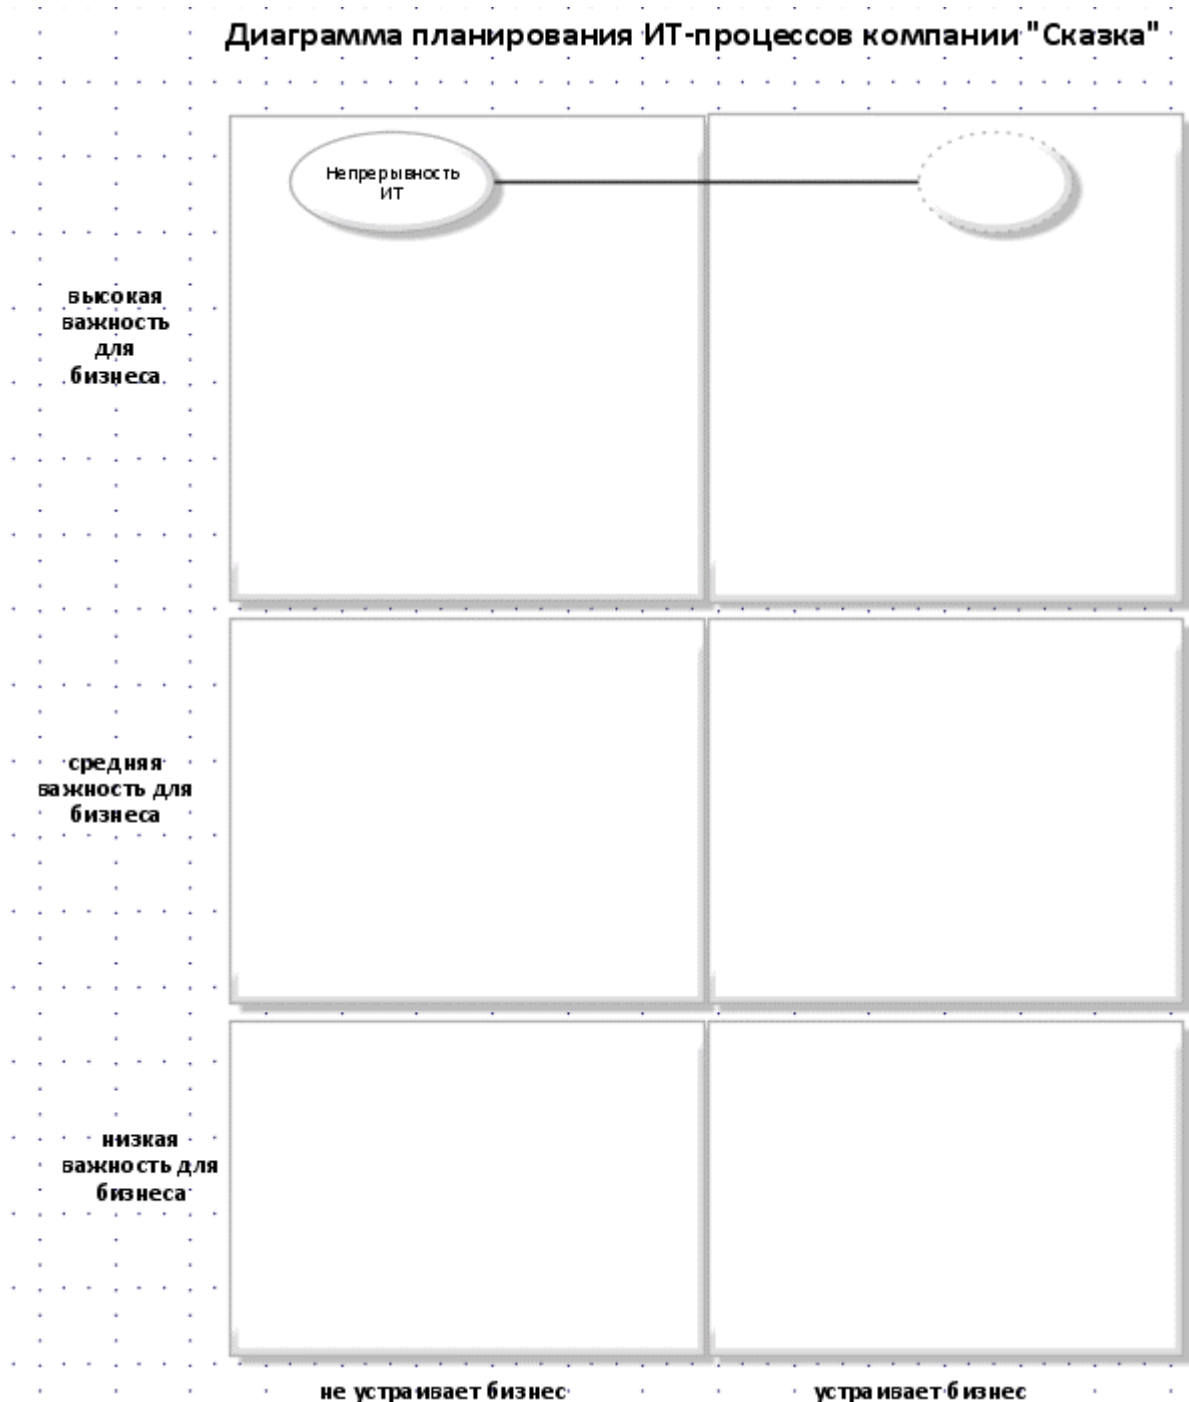 Диаграмма планирования ИТ-процессов компании "Сказка"
Непрерывность
ИТ
высокая
важность
для
бизнеса
средняя
важность для
бизнеса
низкая
важность для
бизнеса
не устраивает бизнес
устраивает бизнес